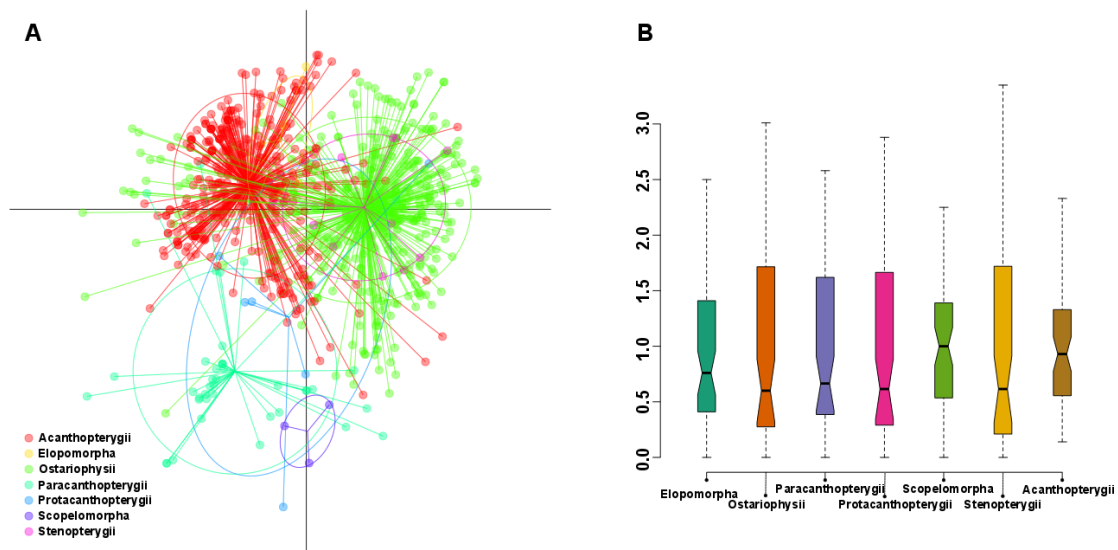 A
B
Acanthopterygii
Elopomorpha
Ostariophysii
Paracanthopterygii
Protacanthopterygii
Scopelomorpha
Stenopterygii
3.0
2.5
2.0
1.5
1.0
0.5
0.0
Elopomorpha
Ostariophysii
Paracanthopterygii
Protacanthopterygii
Scopelomorpha
Stenopterygii
Acanthopterygii